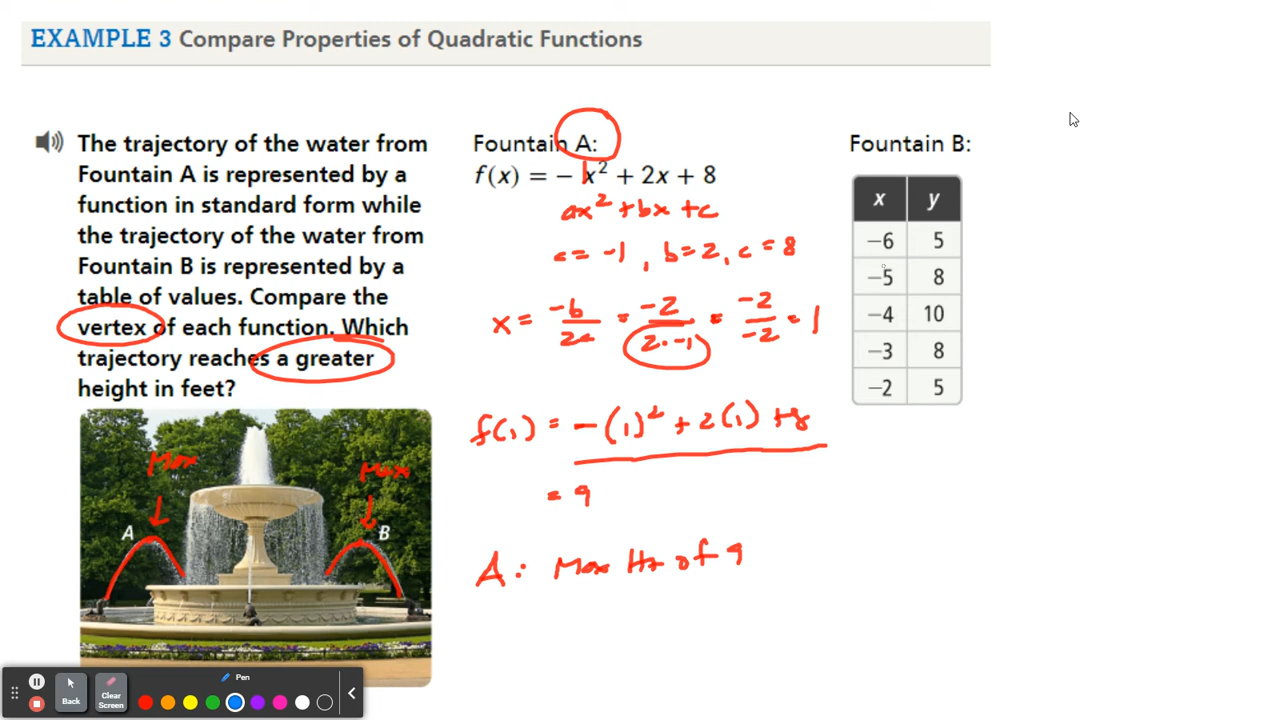 EXAMPLE 3 Compare Properties of Quadratic Functions
The trajectory of the water from
Fountain A is represented by a
function in standard form while
the trajectory of the water from
Fountain B is represented by a
table of values. Compare the
vertex of each function. Which
trajectory reaches a greater
height in feet?
Max
Max
A
B
Fountain A:
f(x) = − x² + 2x + 8
ax² + bx + c
a = -1, b = 2, c = 8
x = -b/2a = -2/2·-1 = -2/-2 = 1
f(1) = -(1)² + 2(1) + 8
= 9
A: Max Ht of 9
Fountain B:
x y
−6 5
−5 8
−4 10
−3 8
−2 5
Pen
Back
Clear
Screen